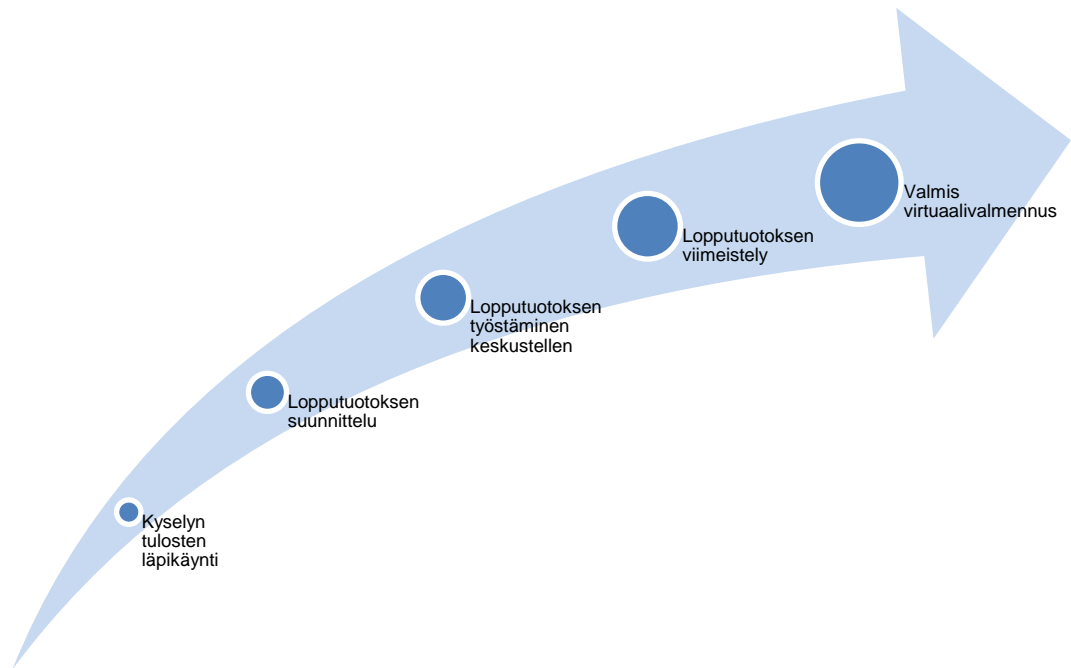 Kyselyn
tulosten
läpikäynti
Lopputuotoksen
suunnittelu
Lopputuotoksen
työstäminen
keskustellen
Lopputuotoksen
viimeistely
Valmis
virtuaalivalmennus